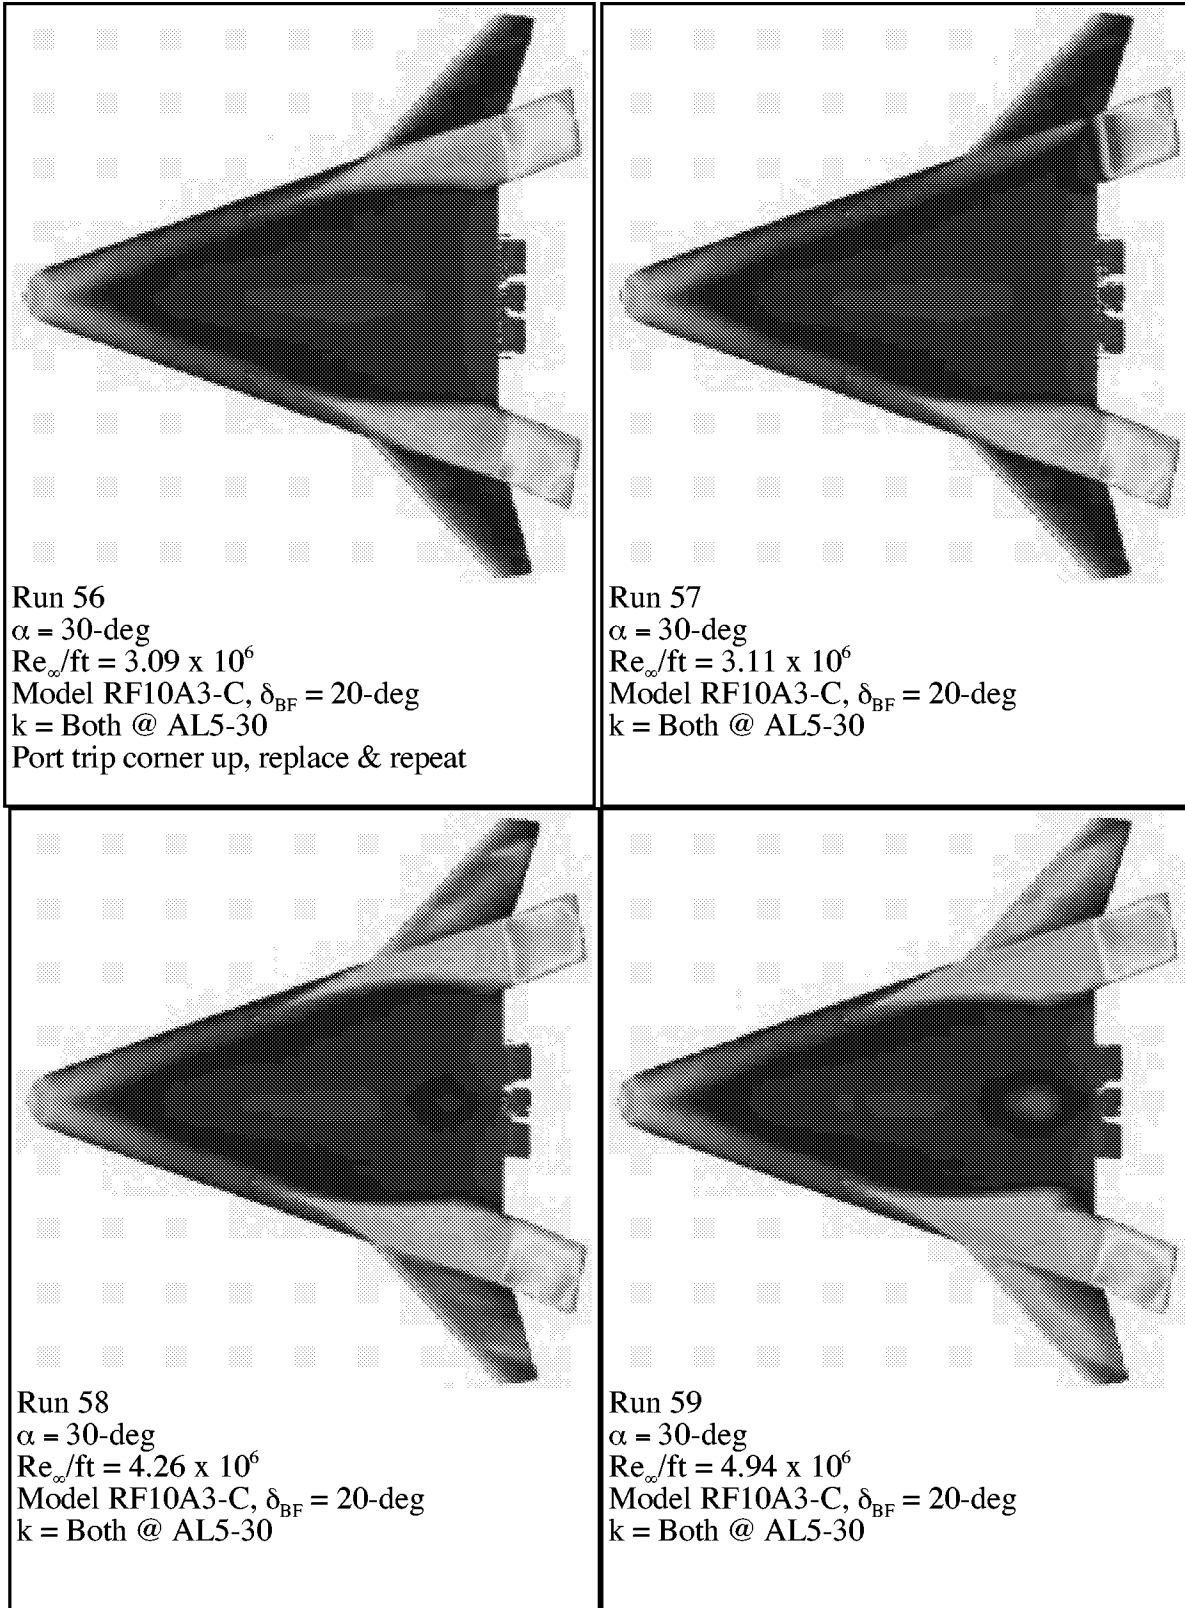 Run 56
α = 30-deg
Re∞/ft = 3.09 x 10⁶
Model RF10A3-C, δBF = 20-deg
k = Both @ AL5-30
Port trip corner up, replace & repeat
Run 57
α = 30-deg
Re∞/ft = 3.11 x 10⁶
Model RF10A3-C, δBF = 20-deg
k = Both @ AL5-30
Run 58
α = 30-deg
Re∞/ft = 4.26 x 10⁶
Model RF10A3-C, δBF = 20-deg
k = Both @ AL5-30
Run 59
α = 30-deg
Re∞/ft = 4.94 x 10⁶
Model RF10A3-C, δBF = 20-deg
k = Both @ AL5-30